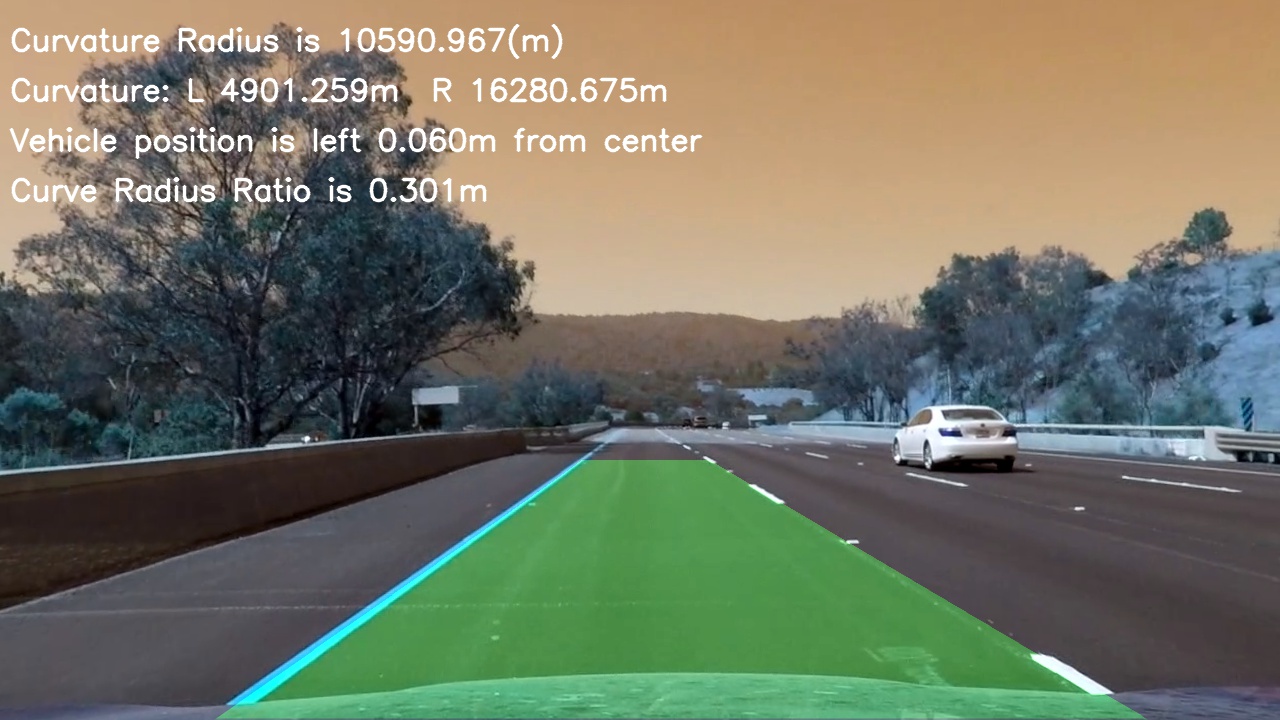 Curvature Radius is 10590.967(m)
Curvature: L 4901.259m R 16280.675m
Vehicle position is left 0.060m from center
Curve Radius Ratio is 0.301m